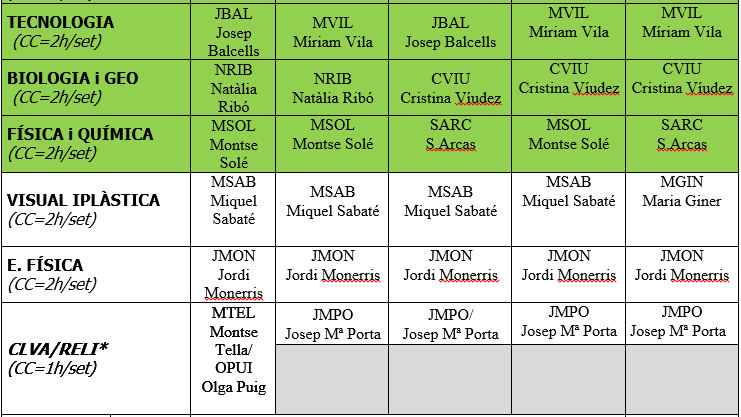 TECNOLOGIA
(CC=2h/set)
JBAL
Josep
Balcells
MVIL
Míriam Vila
JBAL
Josep Balcells
MVIL
Míriam Vila
MVIL
Míriam Vila
BIOLOGIA i GEO
(CC=2h/set)
NRIB
Natàlia
Ribó
NRIB
Natàlia Ribó
CVIU
Cristina Víudez
CVIU
Cristina Víudez
CVIU
Cristina Víudez
FÍSICA i QUÍMICA
(CC=2h/set)
MSOL
Montse
Solé
MSOL
Montse Solé
SARC
S.Arcas
MSOL
Montse Solé
SARC
S.Arcas
VISUAL IPLÀSTICA
(CC=2h/set)
MSAB
Miquel
Sabaté
MSAB
Miquel Sabaté
MSAB
Miquel Sabaté
MSAB
Miquel Sabaté
MGIN
Maria Giner
E. FÍSICA
(CC=2h/set)
JMON
Jordi
Monerris
JMON
Jordi Monerris
JMON
Jordi Monerris
JMON
Jordi Monerris
JMON
Jordi Monerris
CLVA/RELI*
(CC=1h/set)
MTEL
Montse
Tella/
OPUI
Olga Puig
JMPO
Josep Mª Porta
JMPO/
Josep Mª Porta
JMPO
Josep Mª Porta
JMPO
Josep Mª Porta